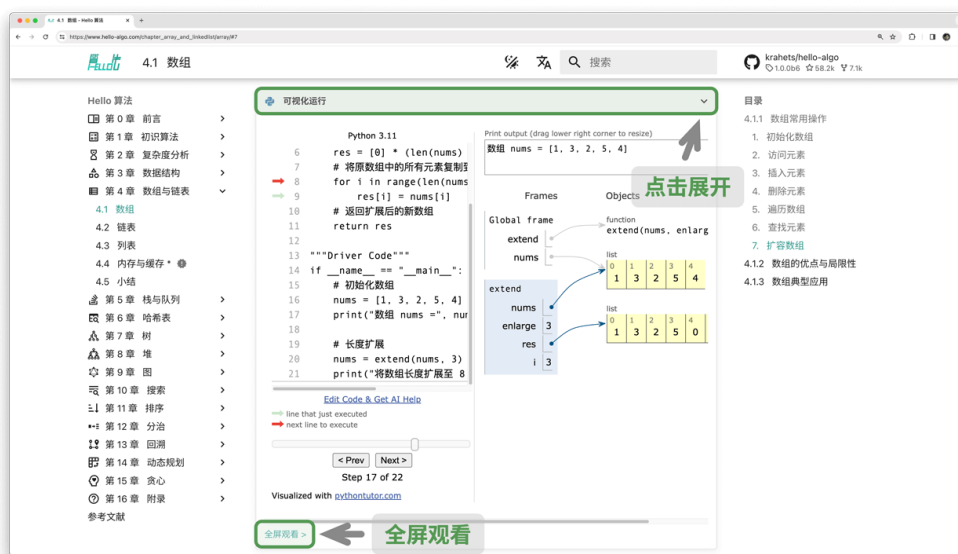 4.1 数组 - Hello 算法
https://www.hello-algo.com/chapter_array_and_linkedlist/array/#7
4.1 数组
搜索
krahets/hello-algo
1.0.0b6 58.2k 7.1k
Hello 算法
第 0 章 前言
第 1 章 初识算法
第 2 章 复杂度分析
第 3 章 数据结构
第 4 章 数组与链表
4.1 数组
4.2 链表
4.3 列表
4.4 内存与缓存 *
4.5 小结
第 5 章 栈与队列
第 6 章 哈希表
第 7 章 树
第 8 章 堆
第 9 章 图
第 10 章 搜索
第 11 章 排序
第 12 章 分治
第 13 章 回溯
第 14 章 动态规划
第 15 章 贪心
第 16 章 附录
参考文献
可视化运行
Python 3.11
6 res = [0] * (len(nums)
7 # 将原数组中的所有元素复制到
8 for i in range(len(nums
9 res[i] = nums[i]
10 # 返回扩展后的新数组
11 return res
12
13 """Driver Code"""
14 if __name__ == "__main__":
15 # 初始化数组
16 nums = [1, 3, 2, 5, 4]
17 print("数组 nums =", nur
18
19 # 长度扩展
20 nums = extend(nums, 3)
21 print("将数组长度扩展至 8
Edit Code & Get AI Help
line that just executed
next line to execute
< Prev Next >
Step 17 of 22
Visualized with pythontutor.com
全屏观看 >
全屏观看
Print output (drag lower right corner to resize)
数组 nums = [1, 3, 2, 5, 4]
点击展开
Frames Objects
Global frame
extend
nums
function
extend(nums, enlarg
list
0 1 2 3 4
1 3 2 5 4
extend
nums
enlarge 3
res
i 3
list
0 1 2 3 4
1 3 2 5 0
目录
4.1.1 数组常用操作
1. 初始化数组
2. 访问元素
3. 插入元素
4. 删除元素
5. 遍历数组
6. 查找元素
7. 扩容数组
4.1.2 数组的优点与局限性
4.1.3 数组典型应用